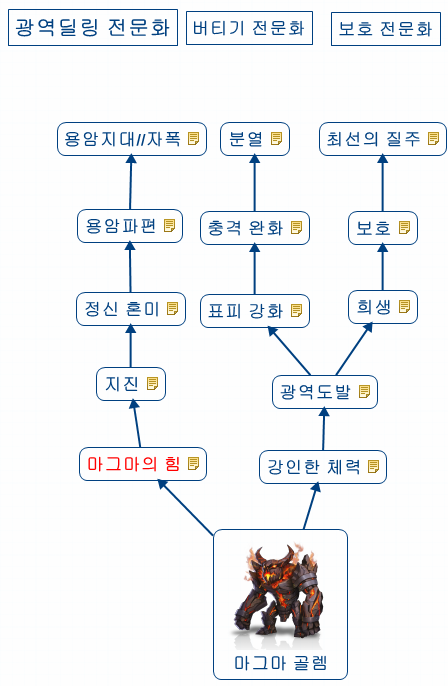 광역딜링 전문화
버티기 전문화
보호 전문화
용암지대//자폭
분열
최선의 질주
용암파편
충격 완화
보호
정신 혼미
표피 강화
희생
지진
광역도발
마그마의 힘
강인한 체력
마그마 골렘